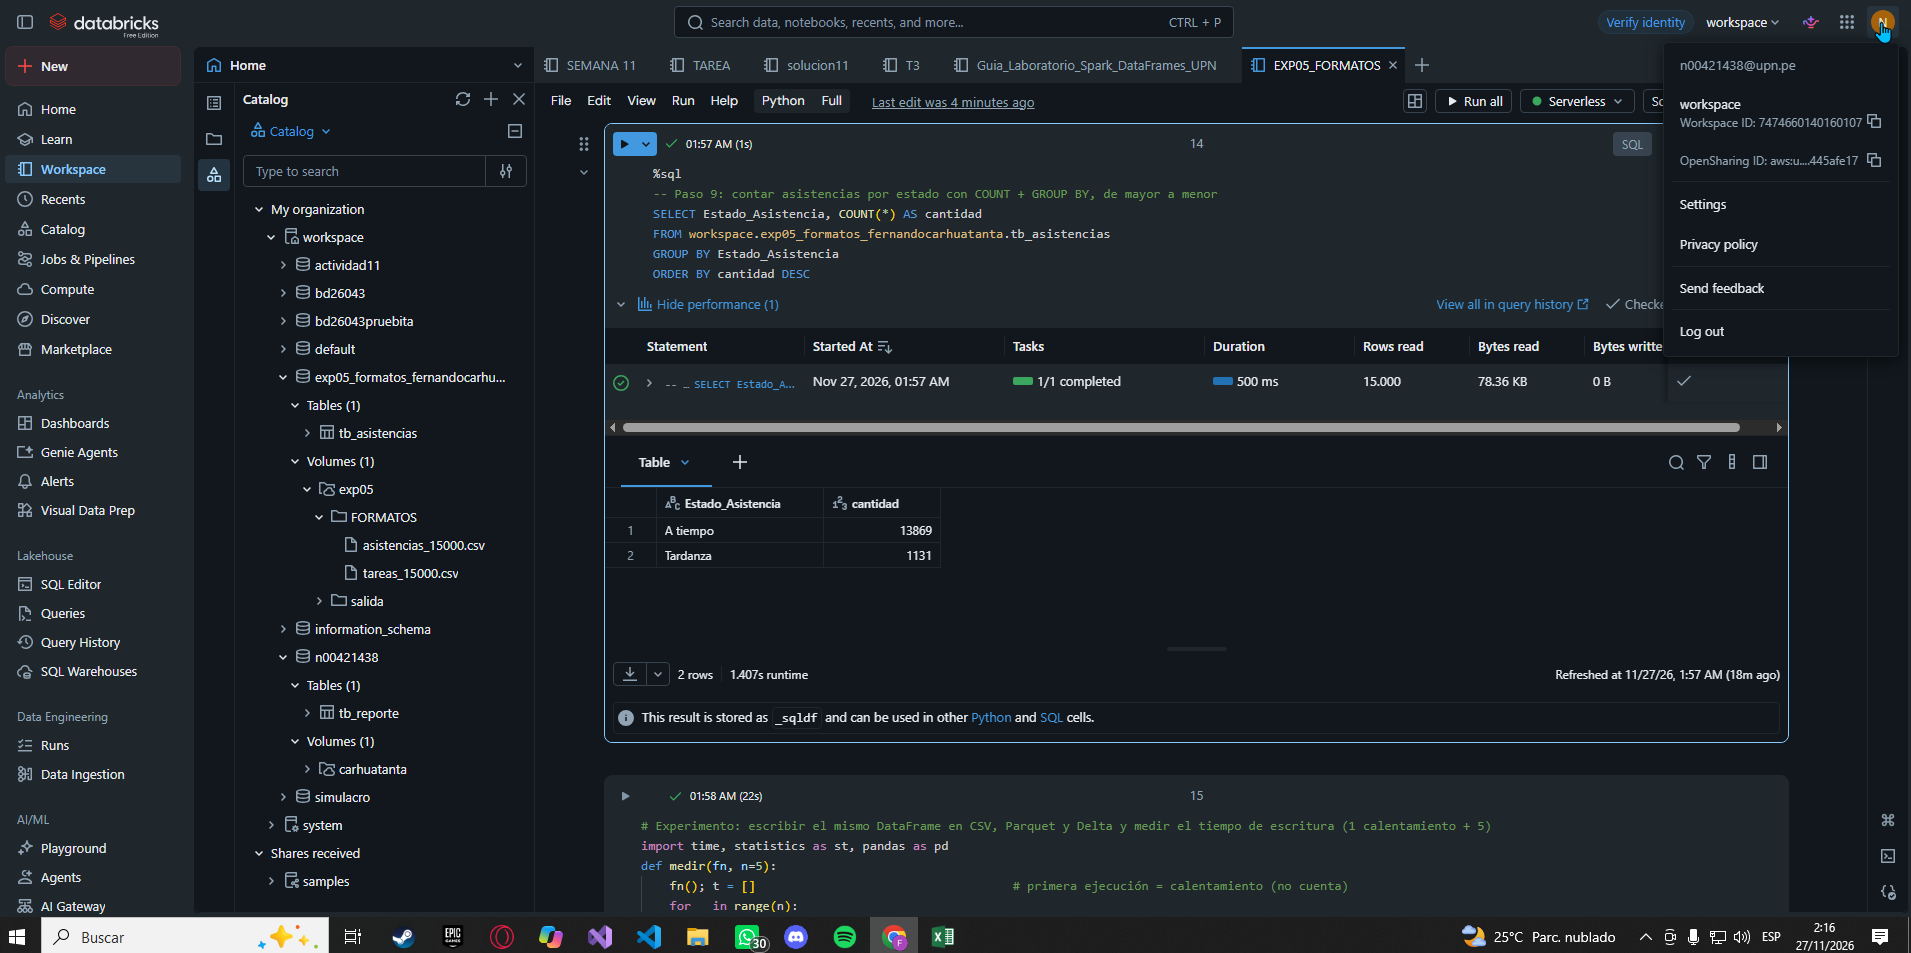 databricks
Free Edition
Search data, notebooks, recents, and more...
CTRL + P
Verify identity
workspace
N
New
Home
Learn
Workspace
Recents
Catalog
Jobs & Pipelines
Compute
Discover
Marketplace
Analytics
Dashboards
Genie Agents
Alerts
Visual Data Prep
Lakehouse
SQL Editor
Queries
Query History
SQL Warehouses
Data Engineering
Runs
Data Ingestion
AI/ML
Playground
Agents
AI Gateway
Home
Catalog
Catalog
Type to search
My organization
workspace
actividad11
bd26043
bd26043pruebita
default
exp05_formatos_fernandocarhu...
Tables (1)
tb_asistencias
Volumes (1)
exp05
FORMATOS
asistencias_15000.csv
tareas_15000.csv
salida
information_schema
n00421438
Tables (1)
tb_reporte
Volumes (1)
carhuatanta
simulacro
system
Shares received
samples
SEMANA 11
TAREA
solucion11
T3
Guia_Laboratorio_Spark_DataFrames_UPN
EXP05_FORMATOS
File Edit View Run Help Python Full Last edit was 4 minutes ago
Run all
Serverless
Sc
01:57 AM (1s)
14
SQL
%sql
-- Paso 9: contar asistencias por estado con COUNT + GROUP BY, de mayor a menor
SELECT Estado_Asistencia, COUNT(*) AS cantidad
FROM workspace.exp05_formatos_fernandocarhuatanta.tb_asistencias
GROUP BY Estado_Asistencia
ORDER BY cantidad DESC
Hide performance (1)
View all in query history
Checke
Statement Started At Tasks Duration Rows read Bytes read Bytes writte
-- … SELECT Estado_A... Nov 27, 2026, 01:57 AM 1/1 completed 500 ms 15.000 78.36 KB 0 B
Table
Estado_Asistencia cantidad
1 A tiempo 13869
2 Tardanza 1131
2 rows 1.407s runtime
Refreshed at 11/27/26, 1:57 AM (18m ago)
This result is stored as _sqldf and can be used in other Python and SQL cells.
01:58 AM (22s)
15
# Experimento: escribir el mismo DataFrame en CSV, Parquet y Delta y medir el tiempo de escritura (1 calentamiento + 5)
import time, statistics as st, pandas as pd
def medir(fn, n=5):
fn(); t = [] # primera ejecución = calentamiento (no cuenta)
for _ in range(n):
n00421438@upn.pe
workspace
Workspace ID: 7474660140160107
OpenSharing ID: aws:u....445afe17
Settings
Privacy policy
Send feedback
Log out
Buscar
EPIC GAMES
30
F
25°C Parc. nublado
ESP
2:16
27/11/2026